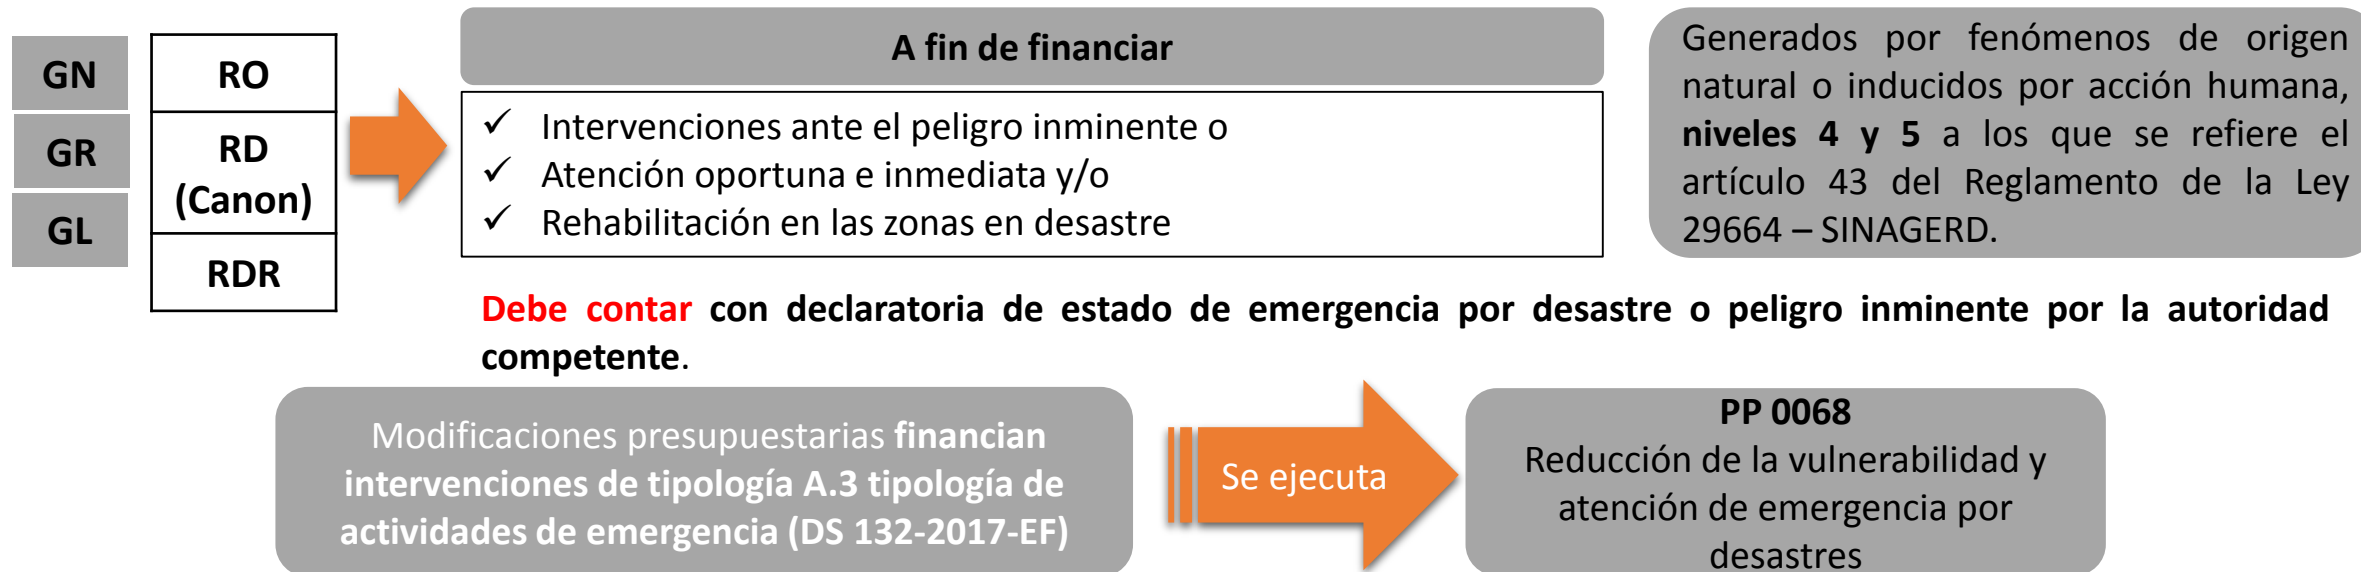 GN
GR
GL
RO
RD
(Canon)
RDR
A fin de financiar
✓ Intervenciones ante el peligro inminente o
✓ Atención oportuna e inmediata y/o
✓ Rehabilitación en las zonas en desastre
Generados por fenómenos de origen
natural o inducidos por acción humana,
niveles 4 y 5 a los que se refiere el
artículo 43 del Reglamento de la Ley
29664 – SINAGERD.
Debe contar con declaratoria de estado de emergencia por desastre o peligro inminente por la autoridad
competente.
Modificaciones presupuestarias financian
intervenciones de tipología A.3 tipología de
actividades de emergencia (DS 132-2017-EF)
Se ejecuta
PP 0068
Reducción de la vulnerabilidad y
atención de emergencia por
desastres